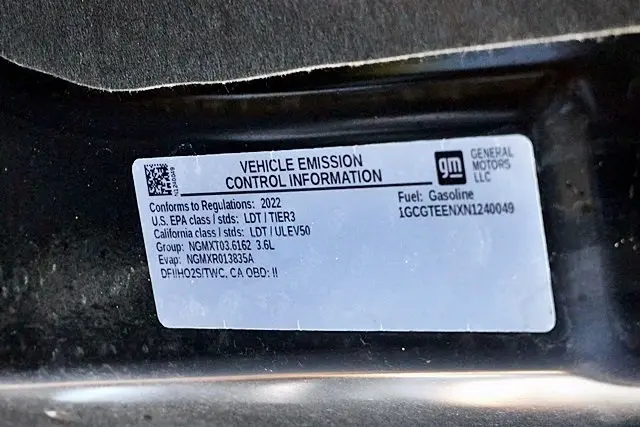 VEHICLE EMISSION
CONTROL INFORMATION
gm
GENERAL
MOTORS
LLC
N1240049
Conforms to Regulations: 2022
U.S. EPA class / stds: LDT / TIER3
California class / stds: LDT / ULEV50
Group: NGMXT03.6162 3.6L
Evap: NGMXR013835A
DFI/HO2S/TWC, CA OBD: II
Fuel: Gasoline
1GCGTEENXN1240049